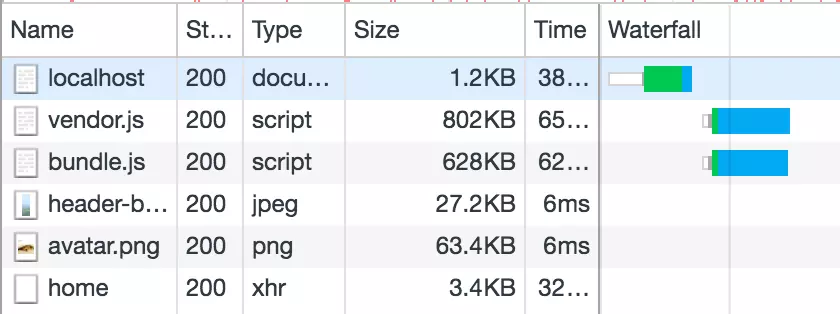 Name St... Type Size Time Waterfall
localhost 200 docu... 1.2KB 38...
vendor.js 200 script 802KB 65...
bundle.js 200 script 628KB 62...
header-b... 200 jpeg 27.2KB 6ms
avatar.png 200 png 63.4KB 6ms
home 200 xhr 3.4KB 32...